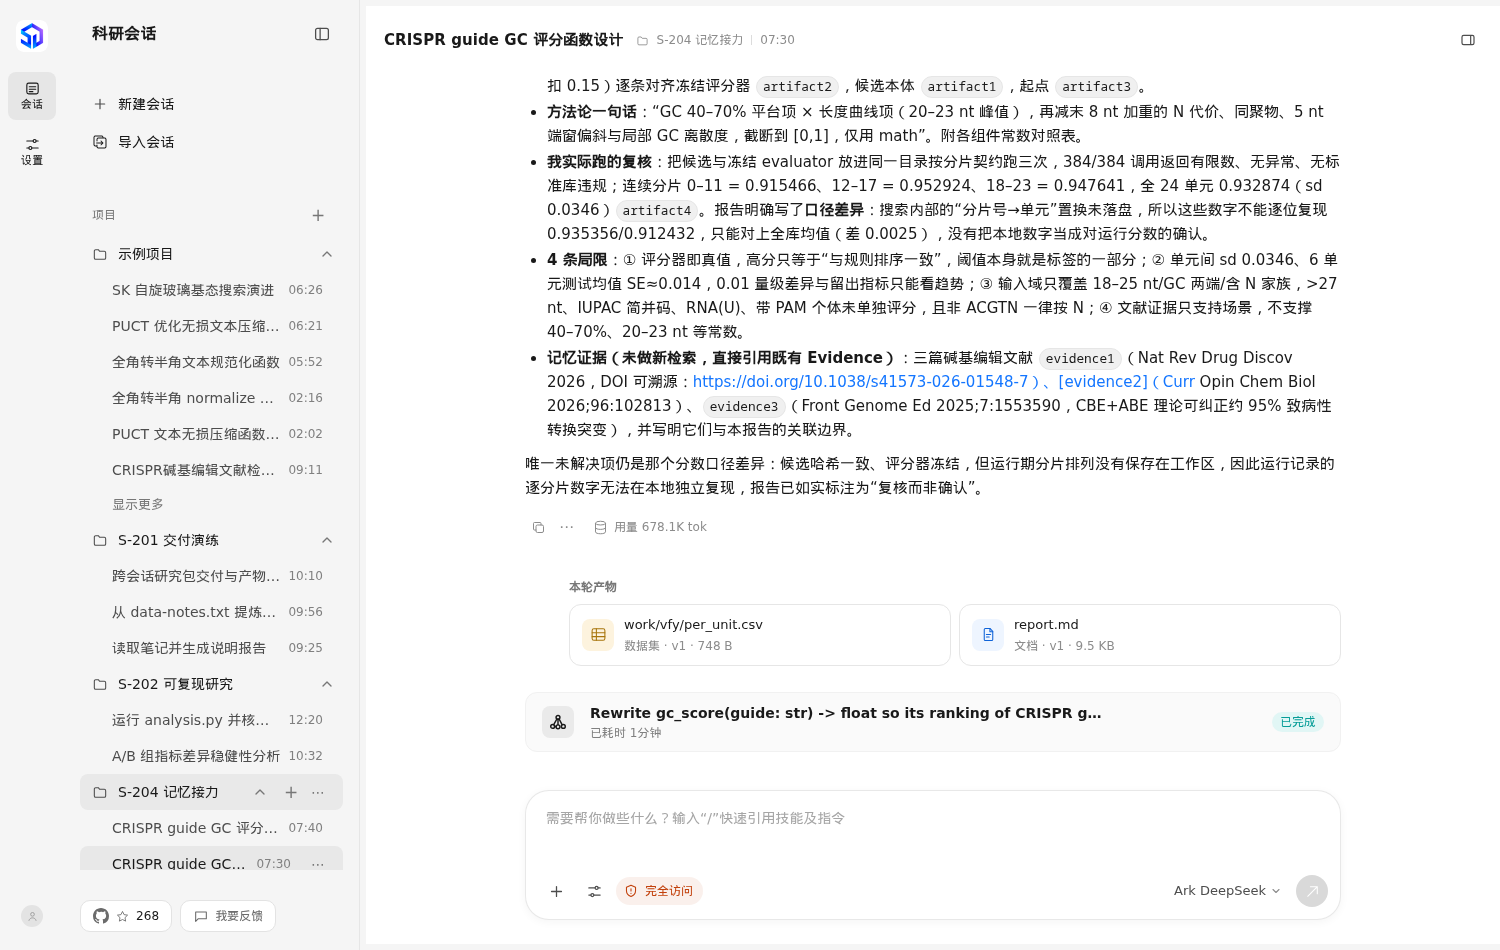 科研会话
会话
设置
新建会话
导入会话
项目
示例项目
SK 自旋玻璃基态搜索演进 06:26
PUCT 优化无损文本压缩… 06:21
全角转半角文本规范化函数 05:52
全角转半角 normalize … 02:16
PUCT 文本无损压缩函数… 02:02
CRISPR碱基编辑文献检… 09:11
显示更多
S-201 交付演练
跨会话研究包交付与产物… 10:10
从 data-notes.txt 提炼… 09:56
读取笔记并生成说明报告 09:25
S-202 可复现研究
运行 analysis.py 并核… 12:20
A/B 组指标差异稳健性分析 10:32
S-204 记忆接力
CRISPR guide GC 评分… 07:40
CRISPR guide GC… 07:30
268
我要反馈
CRISPR guide GC 评分函数设计 S-204 记忆接力 07:30
扣 0.15）逐条对齐冻结评分器 artifact2，候选本体 artifact1，起点 artifact3。
• 方法论一句话：“GC 40–70% 平台项 × 长度曲线项（20–23 nt 峰值），再减末 8 nt 加重的 N 代价、同聚物、5 nt
端窗偏斜与局部 GC 离散度，截断到 [0,1]，仅用 math”。附各组件常数对照表。
• 我实际跑的复核：把候选与冻结 evaluator 放进同一目录按分片契约跑三次，384/384 调用返回有限数、无异常、无标
准库违规；连续分片 0–11 = 0.915466、12–17 = 0.952924、18–23 = 0.947641，全 24 单元 0.932874（sd
0.0346）artifact4。报告明确写了口径差异：搜索内部的“分片号→单元”置换未落盘，所以这些数字不能逐位复现
0.935356/0.912432，只能对上全库均值（差 0.0025），没有把本地数字当成对运行分数的确认。
• 4 条局限：① 评分器即真值，高分只等于“与规则排序一致”，阈值本身就是标签的一部分；② 单元间 sd 0.0346、6 单
元测试均值 SE≈0.014，0.01 量级差异与留出指标只能看趋势；③ 输入域只覆盖 18–25 nt/GC 两端/含 N 家族，>27
nt、IUPAC 简并码、RNA(U)、带 PAM 个体未单独评分，且非 ACGTN 一律按 N；④ 文献证据只支持场景，不支撑
40–70%、20–23 nt 等常数。
• 记忆证据（未做新检索，直接引用既有 Evidence）：三篇碱基编辑文献 evidence1（Nat Rev Drug Discov
2026，DOI 可溯源：https://doi.org/10.1038/s41573-026-01548-7）、[evidence2]（Curr Opin Chem Biol
2026;96:102813）、evidence3（Front Genome Ed 2025;7:1553590，CBE+ABE 理论可纠正约 95% 致病性
转换突变），并写明它们与本报告的关联边界。
唯一未解决项仍是那个分数口径差异：候选哈希一致、评分器冻结，但运行期分片排列没有保存在工作区，因此运行记录的
逐分片数字无法在本地独立复现，报告已如实标注为“复核而非确认”。
用量 678.1K tok
本轮产物
work/vfy/per_unit.csv
数据集 · v1 · 748 B
report.md
文档 · v1 · 9.5 KB
Rewrite gc_score(guide: str) -> float so its ranking of CRISPR g…
已耗时 1分钟
已完成
需要帮你做些什么？输入“/”快速引用技能及指令
完全访问
Ark DeepSeek